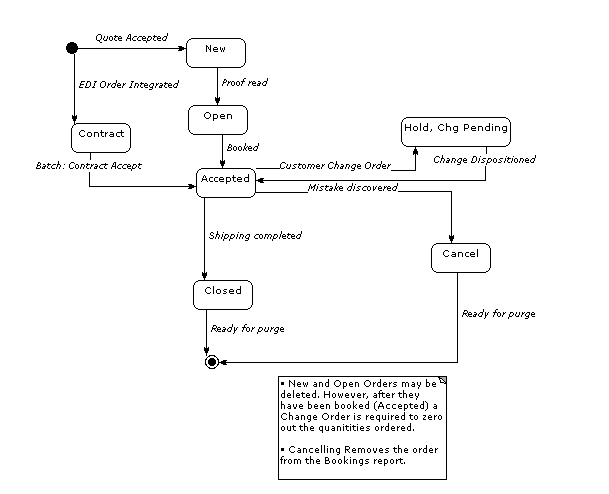 Quote Accepted
New
EDI Order Integrated
Proof read
Open
Contract
Hold, Chg Pending
Booked
Batch: Contract Accept
Customer Change Order
Change Dispositioned
Accepted
Mistake discovered
Shipping completed
Cancel
Closed
Ready for purge
Ready for purge
• New and Open Orders may be
deleted. However, after they
have been booked (Accepted) a
Change Order is required to zero
out the quanitities ordered.
• Cancelling Removes the order
from the Bookings report.